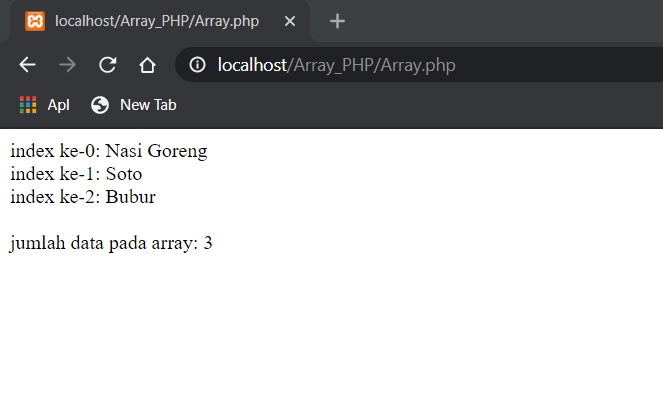 localhost/Array_PHP/Array.php
localhost/Array_PHP/Array.php
Apl New Tab
index ke-0: Nasi Goreng
index ke-1: Soto
index ke-2: Bubur
jumlah data pada array: 3